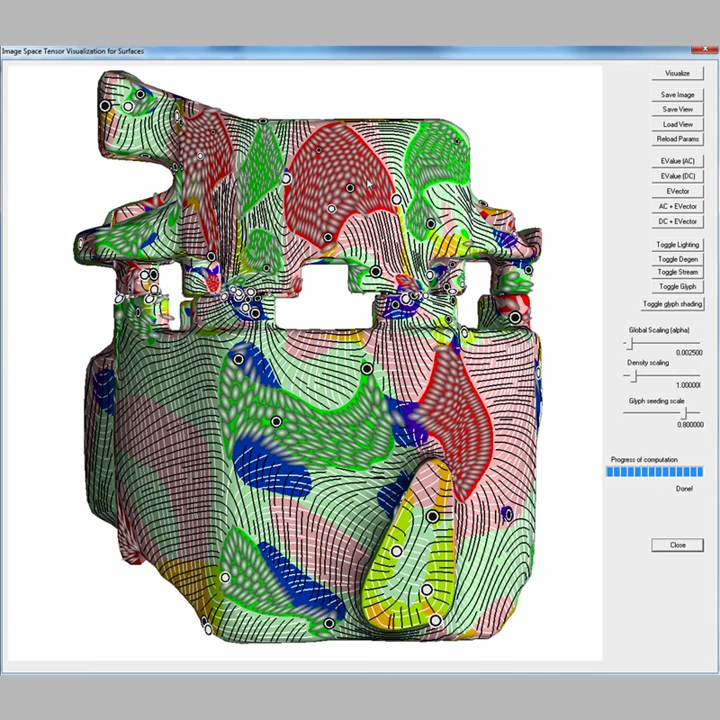 Image Space Tensor Visualization for Surfaces
Visualize
Save Image
Save View
Load View
Reload Params
EValue (AC)
EValue (DC)
EVector
AC + EVector
DC + EVector
Toggle Lighting
Toggle Degen
Toggle Stream
Toggle Glyph
Toggle glyph shading
Global Scaling (alpha)
0.002500
Density scaling
1.00000(
Glyph seeding scale
0.800000
Progress of computation
Done!
Close